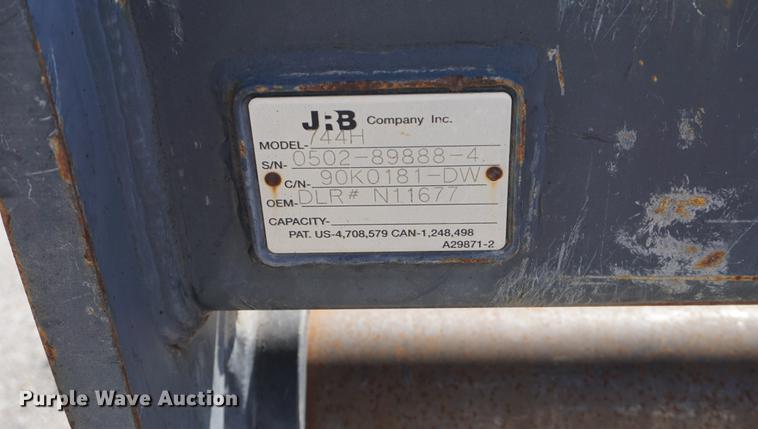 JRB Company Inc.
MODEL- 744H
S/N- 0502-89888-4.
C/N- 90K0181-DW
OEM- DLR# N11677
CAPACITY-
PAT. US-4,708,579 CAN-1,248,498
A29871-2
Purple Wave Auction